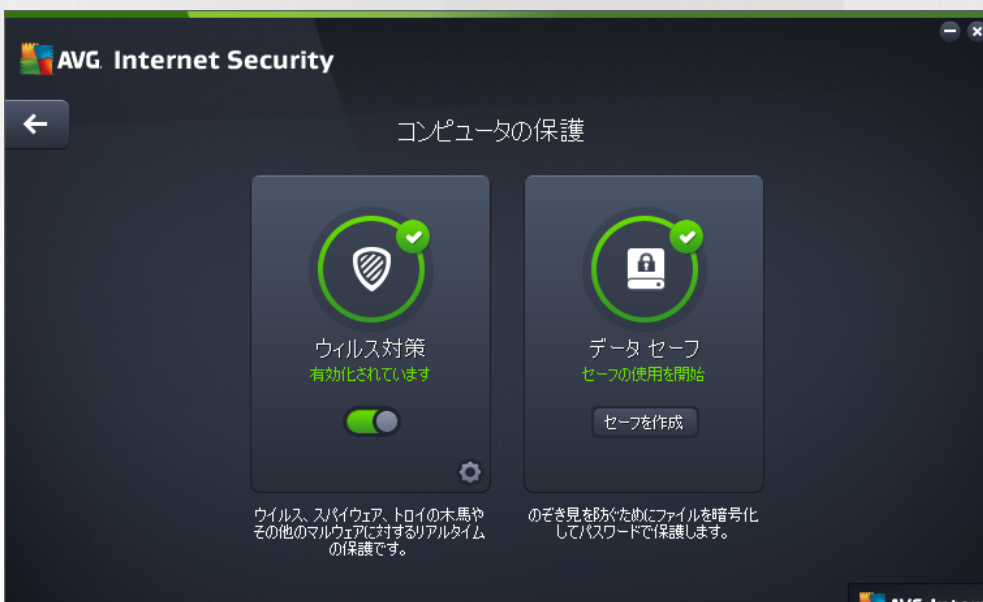 AVG. Internet Security
コンピュータの保護
ウィルス対策
有効化されています
ウイルス、スパイウェア、トロイの木馬や
その他のマルウェアに対するリアルタイム
の保護です。
データ セーフ
セーフの使用を開始
セーフを作成
のぞき見を防ぐためにファイルを暗号化
してパスワードで保護します。